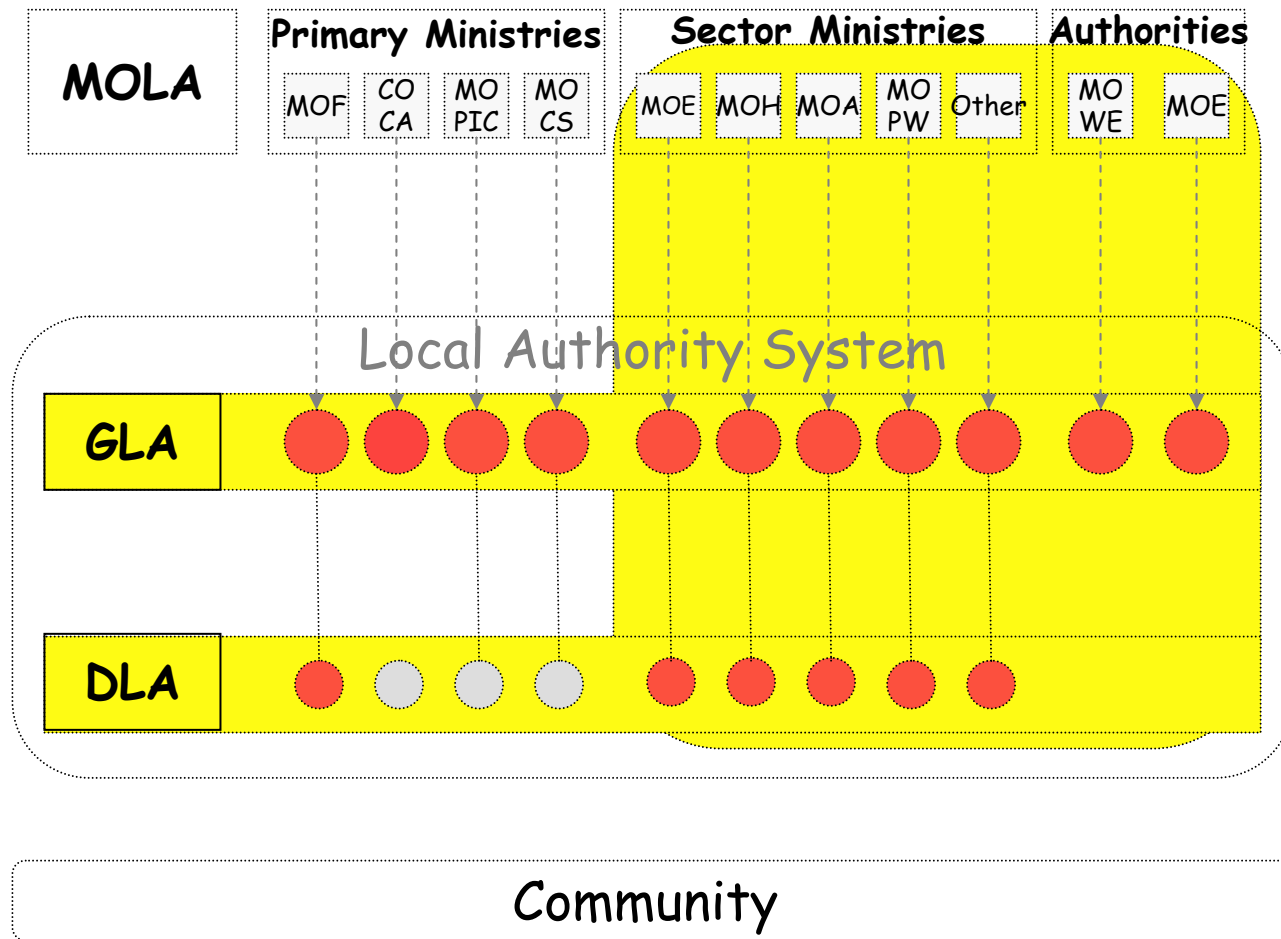 Primary Ministries
Sector Ministries
Authorities
MOLA
MOF
CO
CA
MO
PIC
MO
CS
MOE
MOH
MOA
MO
PW
Other
MO
WE
MOE
Local Authority System
GLA
DLA
Community